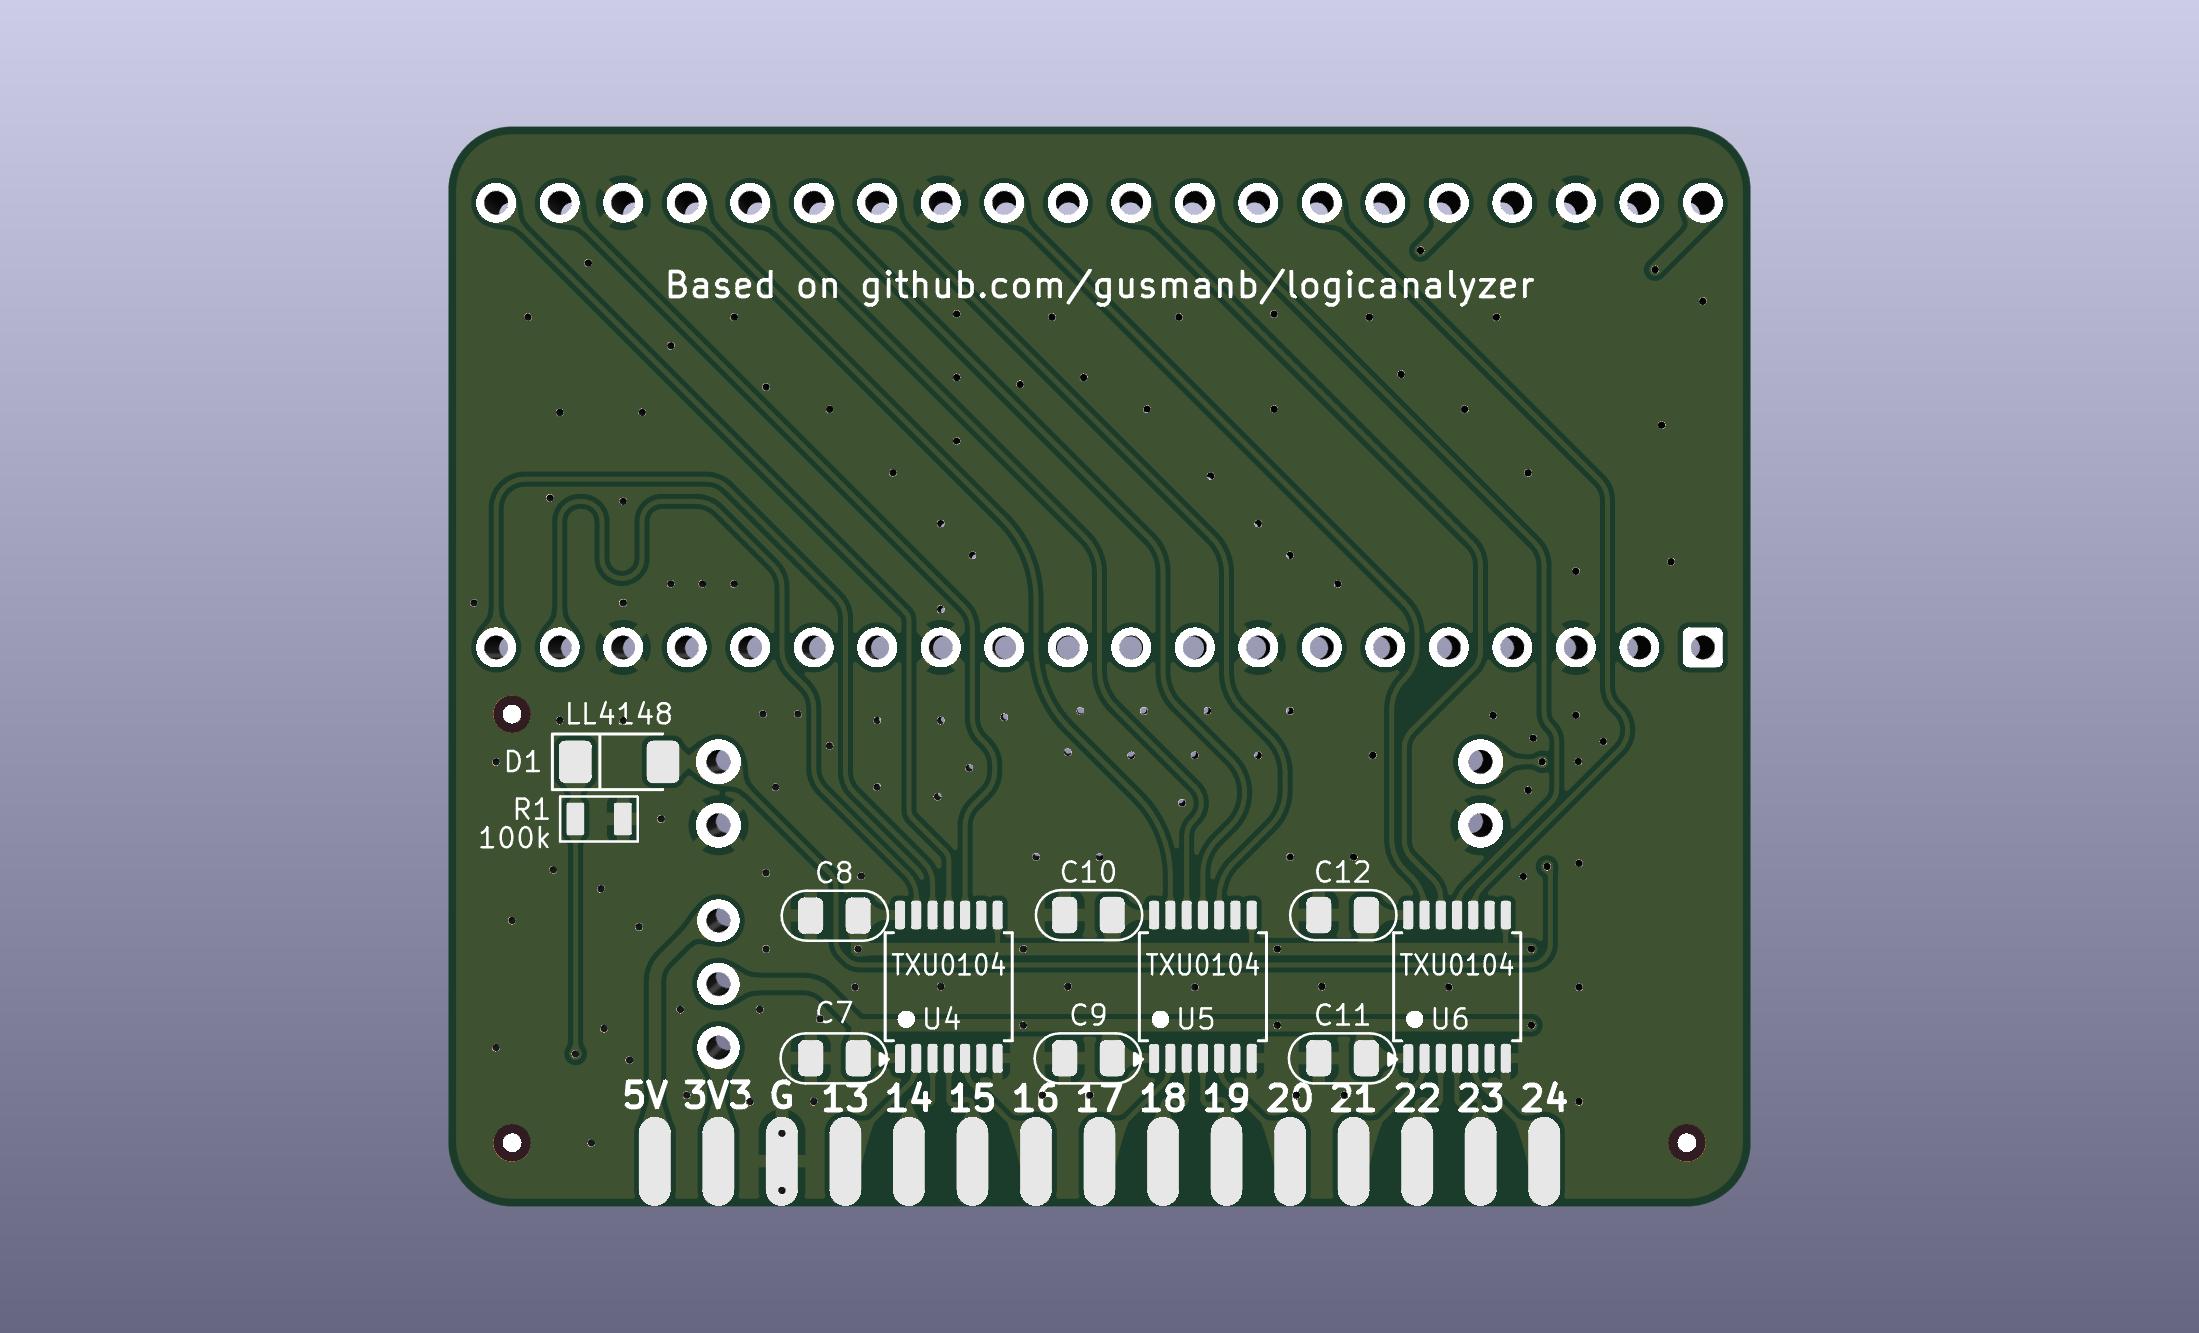 Based on github.com/gusmanb/logicanalyzer
LL4148
D1
R1
100k
C8
C10
C12
TXU0104
TXU0104
TXU0104
C7
U4
C9
U5
C11
U6
5V 3V3 G 13 14 15 16 17 18 19 20 21 22 23 24